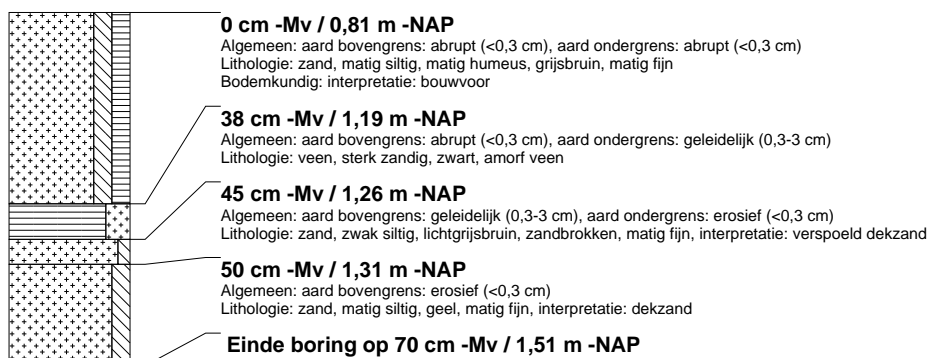 0 cm -Mv / 0,81 m -NAP
Algemeen: aard bovengrens: abrupt (<0,3 cm), aard ondergrens: abrupt (<0,3 cm)
Lithologie: zand, matig siltig, matig humeus, grijsbruin, matig fijn
Bodemkundig: interpretatie: bouwvoor
38 cm -Mv / 1,19 m -NAP
Algemeen: aard bovengrens: abrupt (<0,3 cm), aard ondergrens: geleidelijk (0,3-3 cm)
Lithologie: veen, sterk zandig, zwart, amorf veen
45 cm -Mv / 1,26 m -NAP
Algemeen: aard bovengrens: geleidelijk (0,3-3 cm), aard ondergrens: erosief (<0,3 cm)
Lithologie: zand, zwak siltig, lichtgrijsbruin, zandbrokken, matig fijn, interpretatie: verspoeld dekzand
50 cm -Mv / 1,31 m -NAP
Algemeen: aard bovengrens: erosief (<0,3 cm)
Lithologie: zand, matig siltig, geel, matig fijn, interpretatie: dekzand
Einde boring op 70 cm -Mv / 1,51 m -NAP